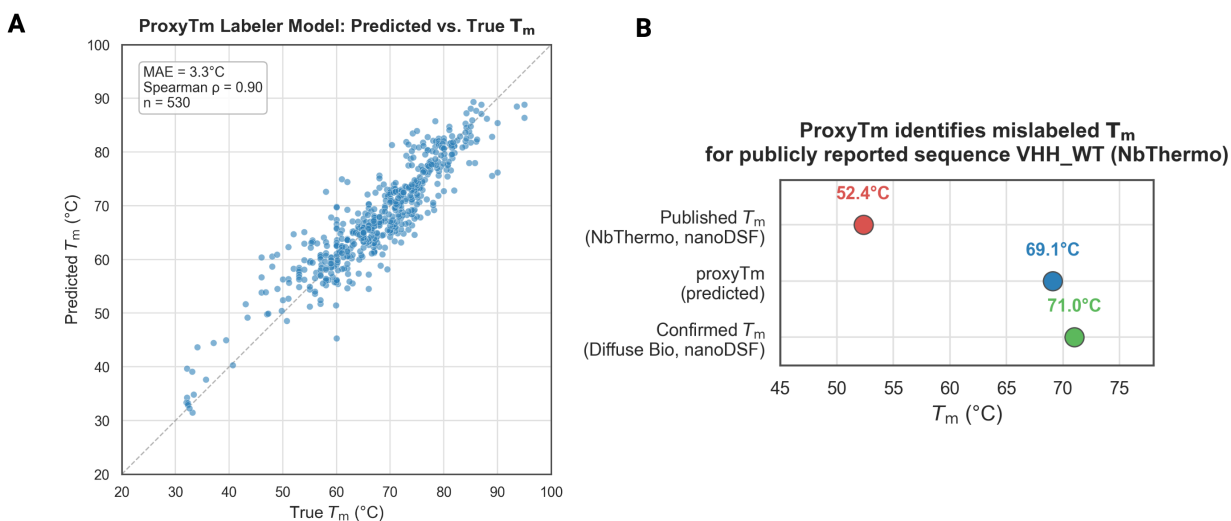 A
ProxyTm Labeler Model: Predicted vs. True Tm
MAE = 3.3°C
Spearman ρ = 0.90
n = 530
100
90
80
70
60
50
40
30
20
Predicted Tm (°C)
20 30 40 50 60 70 80 90 100
True Tm (°C)
B
ProxyTm identifies mislabeled Tm
for publicly reported sequence VHH_WT (NbThermo)
52.4°C
Published Tm
(NbThermo, nanoDSF)
69.1°C
proxyTm
(predicted)
71.0°C
Confirmed Tm
(Diffuse Bio, nanoDSF)
45 50 55 60 65 70 75
Tm (°C)